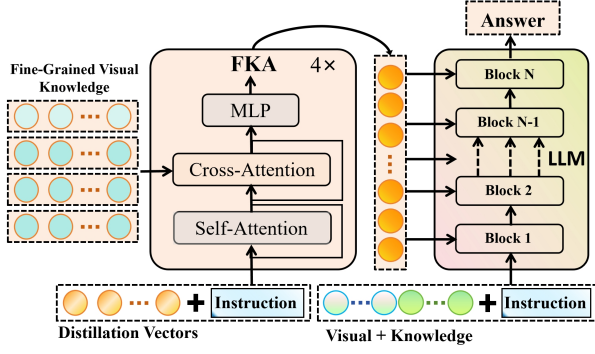 Answer
Fine-Grained Visual
Knowledge
FKA
4×
MLP
Cross-Attention
Self-Attention
Block N
Block N-1
LLM
Block 2
Block 1
+
Instruction
+
Instruction
Distillation Vectors
Visual + Knowledge